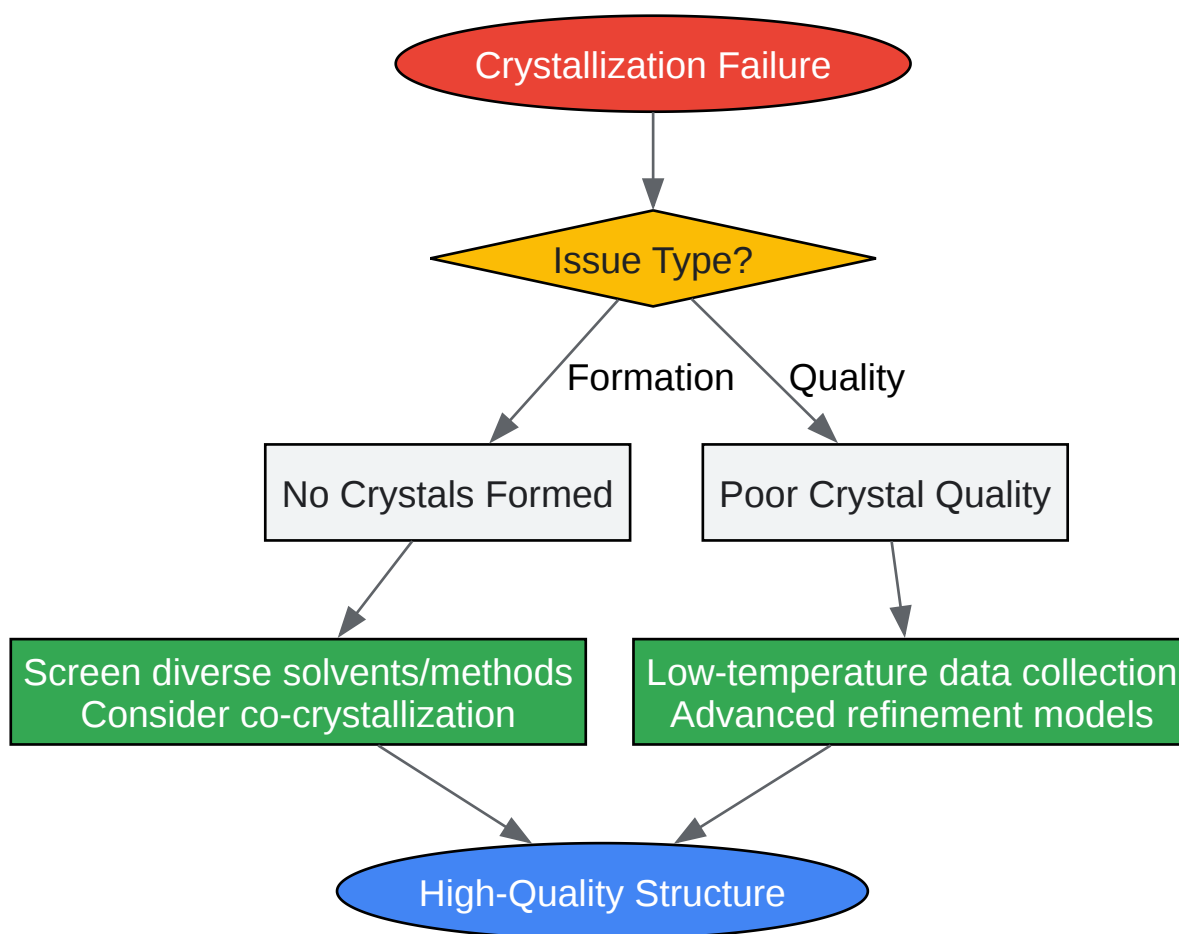 Crystallization Failure
Issue Type?
Formation
Quality
No Crystals Formed
Poor Crystal Quality
Screen diverse solvents/methods
Consider co-crystallization
Low-temperature data collection
Advanced refinement models
High-Quality Structure